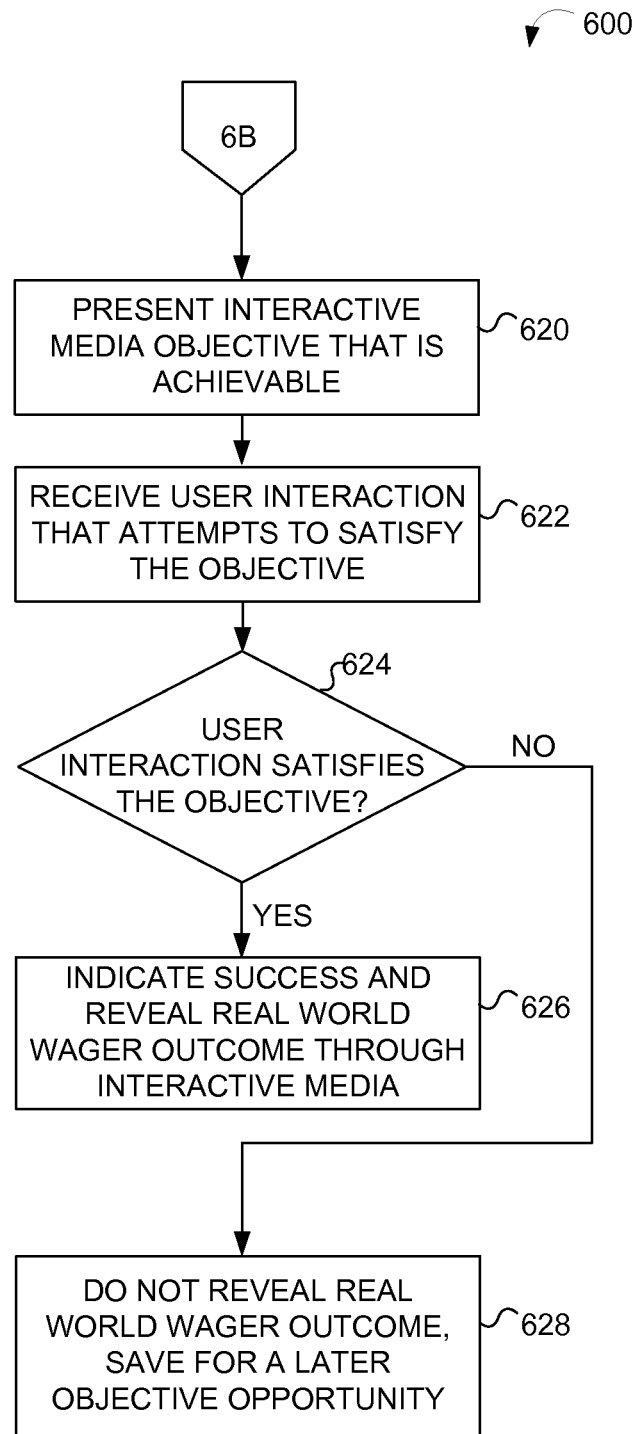 600
6B
PRESENT INTERACTIVE
MEDIA OBJECTIVE THAT IS
ACHIEVABLE
620
RECEIVE USER INTERACTION
THAT ATTEMPTS TO SATISFY
THE OBJECTIVE
622
624
USER
INTERACTION SATISFIES
THE OBJECTIVE?
NO
YES
INDICATE SUCCESS AND
REVEAL REAL WORLD
WAGER OUTCOME THROUGH
INTERACTIVE MEDIA
626
DO NOT REVEAL REAL
WORLD WAGER OUTCOME,
SAVE FOR A LATER
OBJECTIVE OPPORTUNITY
628